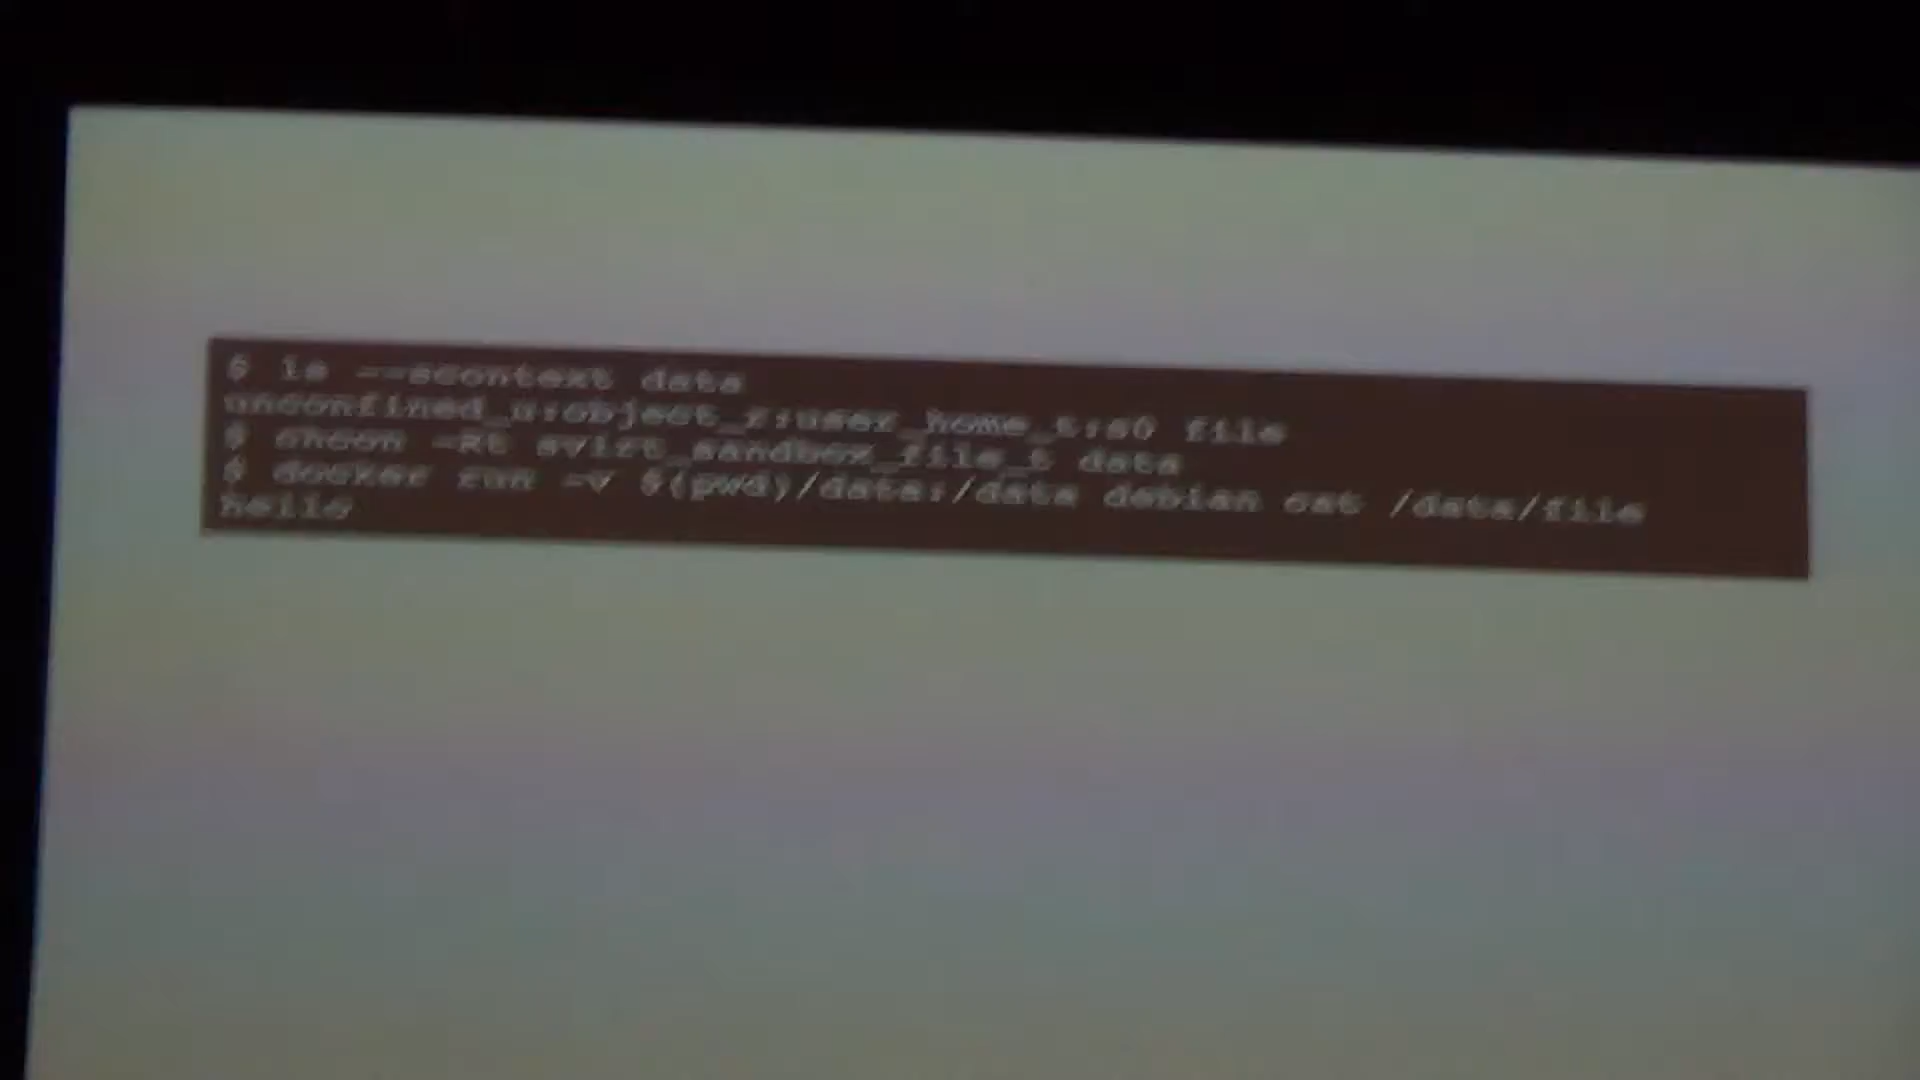 $ ls --scontext data
unconfined_u:object_r:user_home_t:s0 file
$ chcon -Rt svirt_sandbox_file_t data
$ docker run -v $(pwd)/data:/data debian cat /data/file
hello